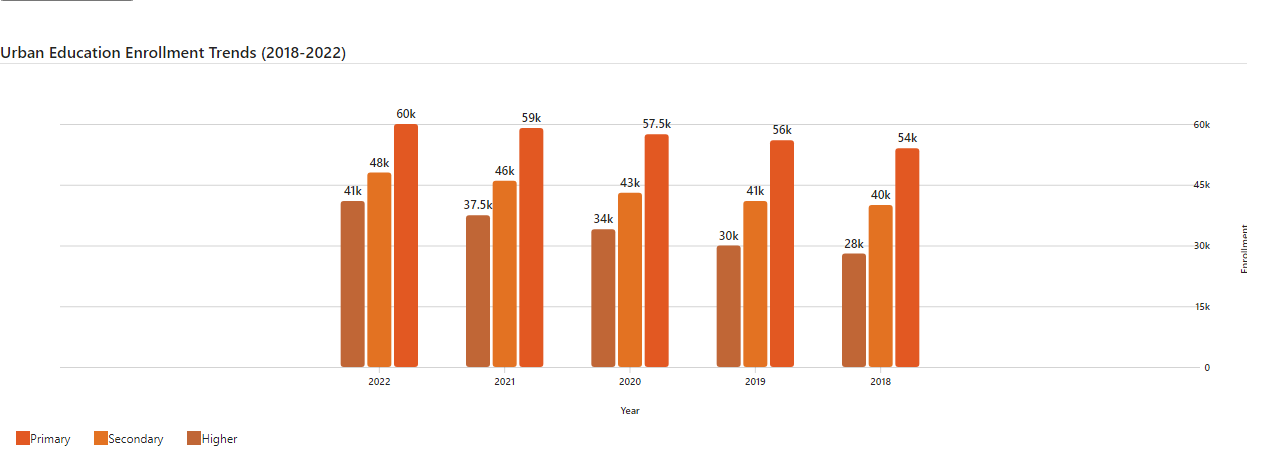 Urban Education Enrollment Trends (2018-2022)
60k 59k 57.5k 56k 54k
48k 46k 43k 41k 40k
41k 37.5k 34k 30k 28k
60k
45k
30k
15k
0
Enrollment
2022 2021 2020 2019 2018
Year
Primary Secondary Higher